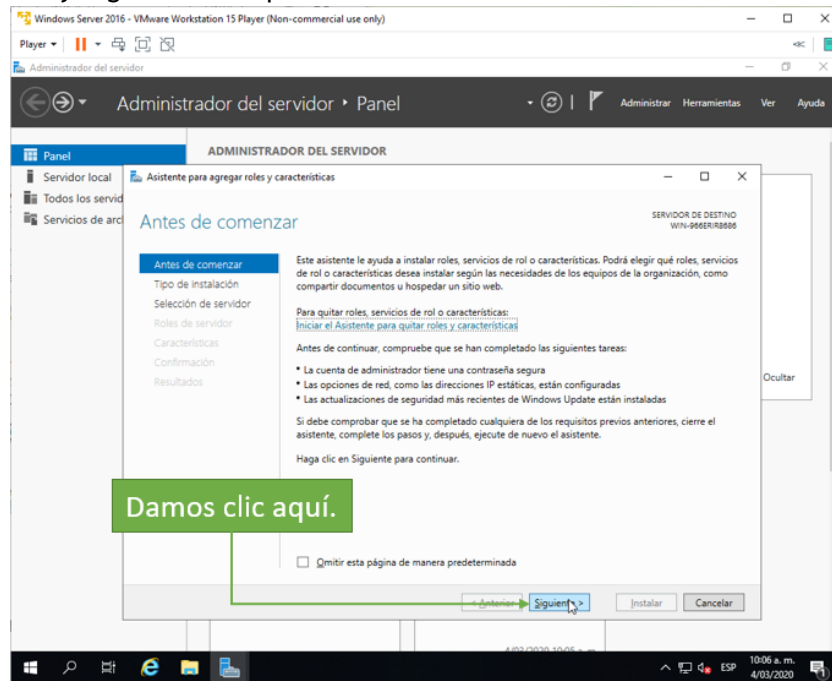 Windows Server 2016 - VMware Workstation 15 Player (Non-commercial use only)
Player
Administrador del servidor
Administrador del servidor Panel
Administrar Herramientas Ver Ayuda
Panel
Servidor local
Todos los servid
Servicios de arc
ADMINISTRADOR DEL SERVIDOR
Asistente para agregar roles y características
Antes de comenzar
SERVIDOR DE DESTINO
WIN-966ERIR8686
Antes de comenzar
Tipo de instalación
Selección de servidor
Roles de servidor
Características
Confirmación
Resultados
Este asistente le ayuda a instalar roles, servicios de rol o características. Podrá elegir qué roles, servicios
de rol o características desea instalar según las necesidades de los equipos de la organización, como
compartir documentos u hospedar un sitio web.
Para quitar roles, servicios de rol o características:
Iniciar el Asistente para quitar roles y características
Antes de continuar, compruebe que se han completado las siguientes tareas:
• La cuenta de administrador tiene una contraseña segura
• Las opciones de red, como las direcciones IP estáticas, están configuradas
• Las actualizaciones de seguridad más recientes de Windows Update están instaladas
Si debe comprobar que se ha completado cualquiera de los requisitos previos anteriores, cierre el
asistente, complete los pasos y, después, ejecute de nuevo el asistente.
Haga clic en Siguiente para continuar.
Ocultar
Damos clic aquí.
Omitir esta página de manera predeterminada
< Anterior Siguiente > Instalar Cancelar
4/03/2020 10:05 a. m.
ESP
10:06 a. m.
4/03/2020